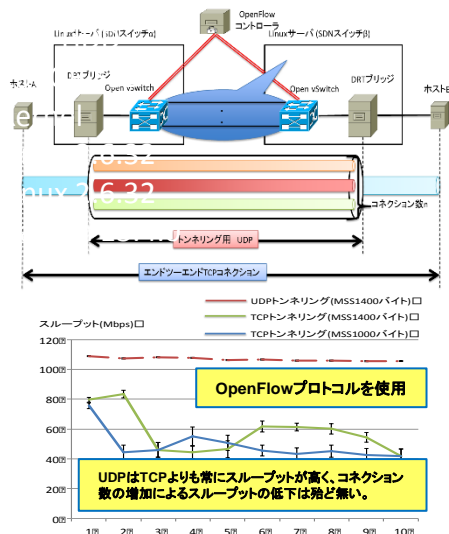 OpenFlow
コントローラ
Linuxサーバ (SDNスイッチα)
Linuxサーバ (SDNスイッチβ)
DRTブリッジ
Open vSwitch
Open vSwitch
DRTブリッジ
ホストA
ホストB
2.6.32
Linux 2.6.32
コネクション数n
トンネリング用 UDP
エンドツーエンドTCPコネクション
UDPトンネリング(MSS1400バイト)
TCPトンネリング(MSS1400バイト)
TCPトンネリング(MSS1000バイト)
スループット(Mbps)
120
100
80
60
40
20
0
OpenFlowプロトコルを使用
UDPはTCPよりも常にスループットが高く、コネクション
数の増加によるスループットの低下は殆ど無い。
1 2 3 4 5 6 7 8 9 10